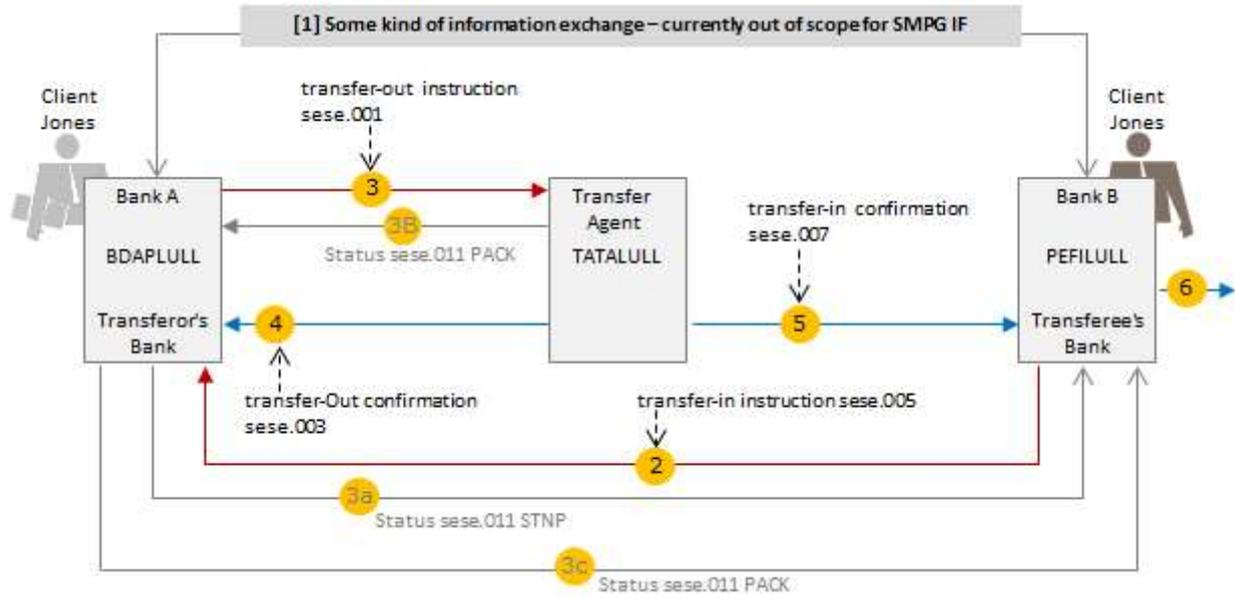 [1] Some kind of information exchange – currently out of scope for SMPG IF
Client
Jones
transfer-out instruction
sese.001
Client
Jones
Bank A
3
Transfer
Agent
Bank B
transfer-in confirmation
sese.007
3B
Status sese.011 PACK
BDAPLULL
TATALULL
PEFILULL
6
Transferor's
Bank
4
5
Transferee's
Bank
transfer-Out confirmation
sese.003
transfer-in instruction sese.005
2
3a
Status sese.011 STNP
3c
Status sese.011 PACK